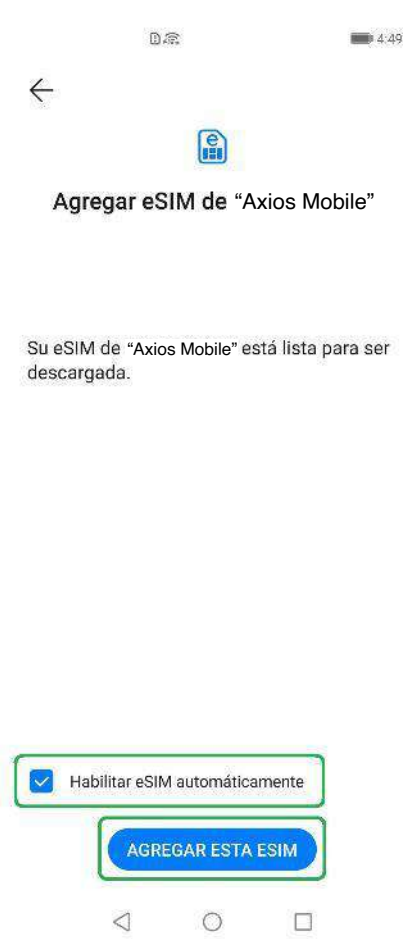 4:49
Agregar eSIM de “Axios Mobile”
Su eSIM de “Axios Mobile” está lista para ser
descargada.
Habilitar eSIM automáticamente
AGREGAR ESTA ESIM